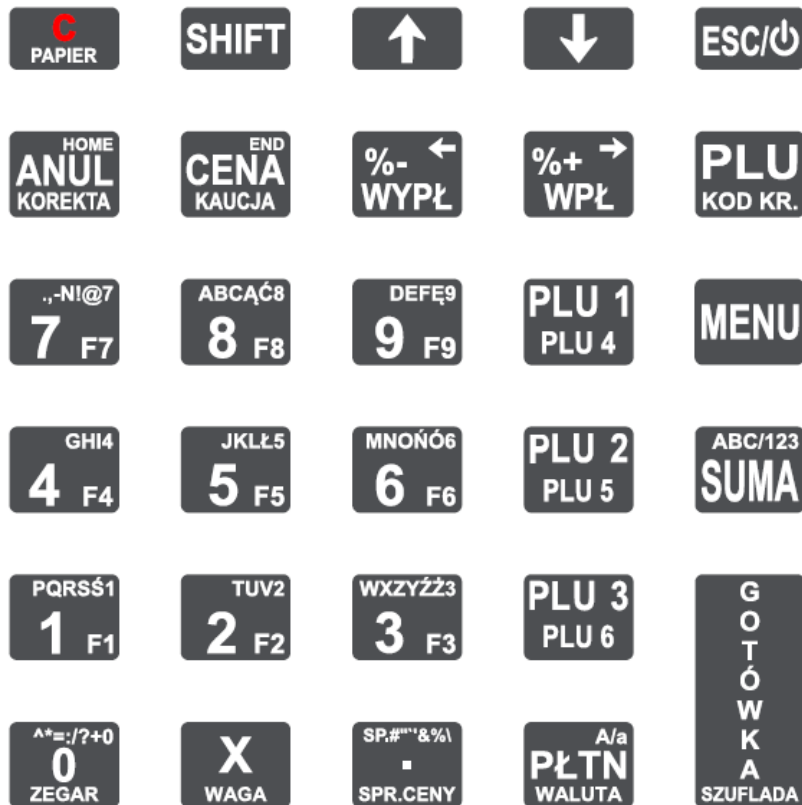 C
PAPIER
SHIFT
ESC/
HOME
ANUL
KOREKTA
END
CENA
KAUCJA
%-
WYPŁ
%+
WPŁ
PLU
KOD KR.
.,-N!@7
7 F7
ABCĄĆ8
8 F8
DEFĘ9
9 F9
PLU 1
PLU 4
MENU
GHI4
4 F4
JKLŁ5
5 F5
MNOŃÓ6
6 F6
PLU 2
PLU 5
ABC/123
SUMA
PQRSŚ1
1 F1
TUV2
2 F2
WXZYŹŻ3
3 F3
PLU 3
PLU 6
GOTÓWKA
SZUFLADA
^*=:/?+0
0
ZEGAR
X
WAGA
SP.#"'`&%\
.
SPR.CENY
A/a
PŁTN
WALUTA